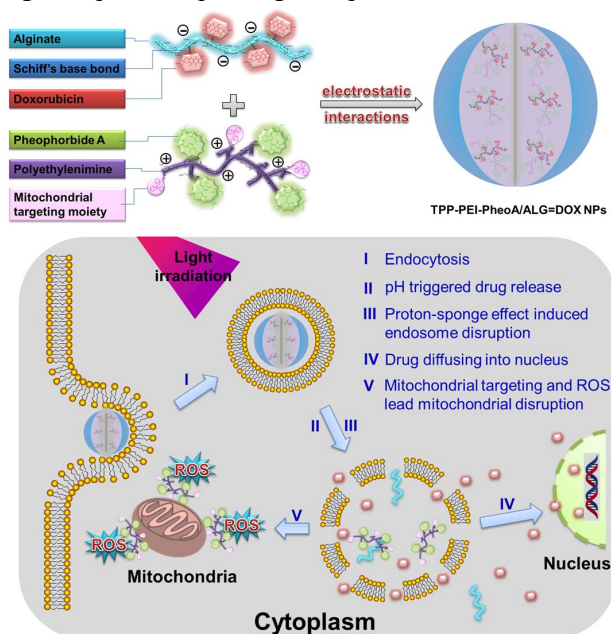 Alginate
Schiff's base bond
Doxorubicin
electrostatic
interactions
Pheophorbide A
Polyethylenimine
Mitochondrial
targeting moiety
TPP-PEI-PheoA/ALG=DOX NPs
Light
irradiation
I Endocytosis
II pH triggered drug release
III Proton-sponge effect induced
endosome disruption
IV Drug diffusing into nucleus
V Mitochondrial targeting and ROS
lead mitochondrial disruption
I
II III
ROS
ROS
ROS
V
IV
Mitochondria
Nucleus
Cytoplasm